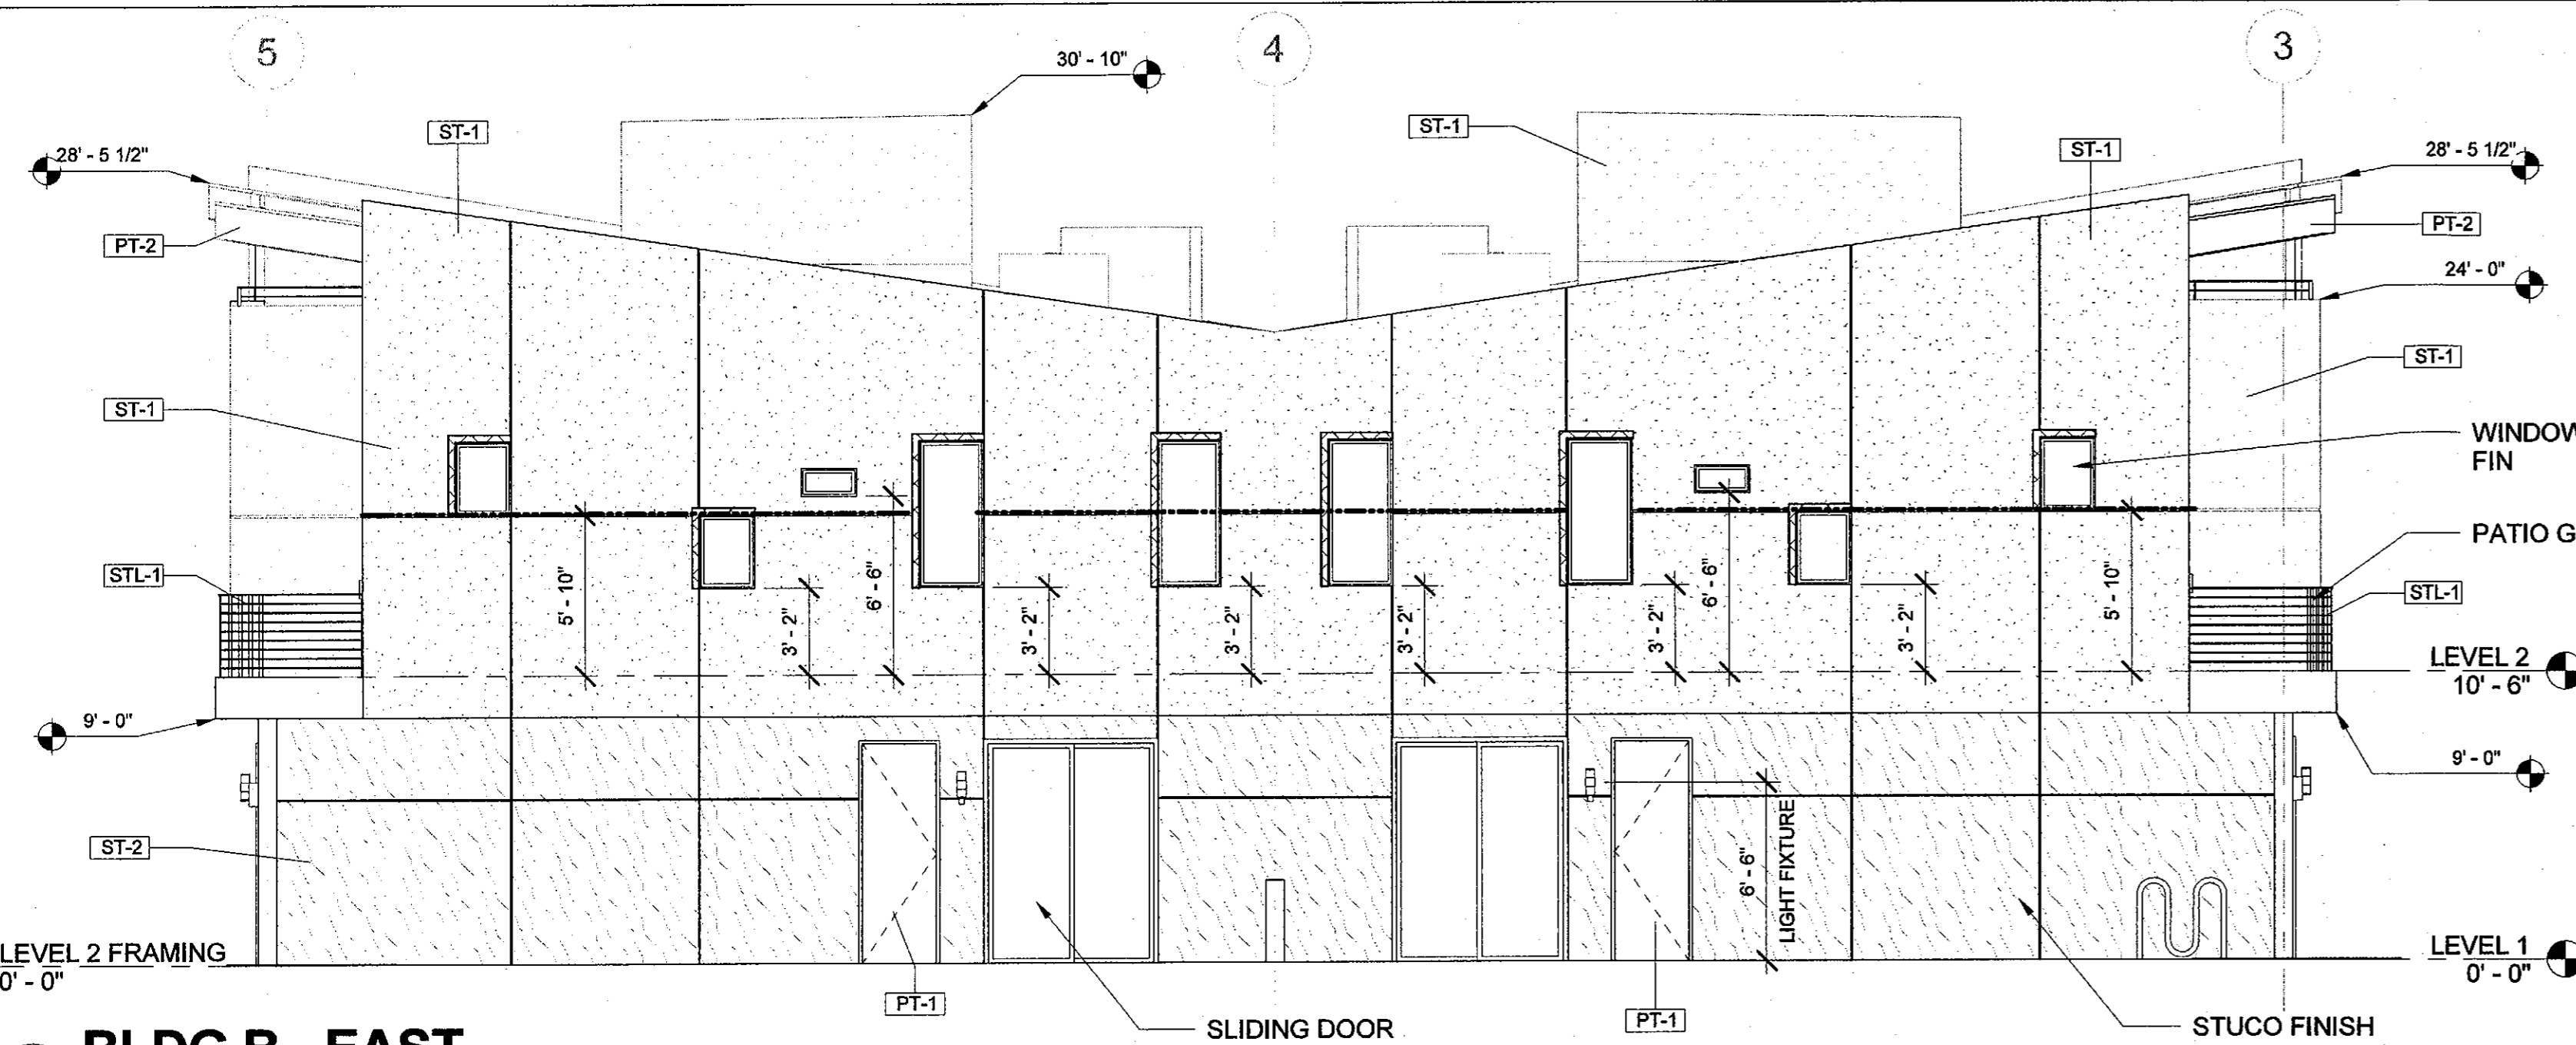 5
4
3
30' - 10"
ST-1
ST-1
ST-1
28' - 5 1/2"
28' - 5 1/2"
PT-2
PT-2
24' - 0"
ST-1
ST-1
WINDOW
FIN
PATIO G
STL-1
STL-1
5' - 10"
3' - 2"
6' - 6"
3' - 2"
3' - 2"
3' - 2"
3' - 2"
6' - 6"
3' - 2"
5' - 10"
LEVEL 2
10' - 6"
9' - 0"
9' - 0"
ST-2
6' - 6"
LIGHT FIXTURE
LEVEL 2 FRAMING
0' - 0"
LEVEL 1
0' - 0"
PT-1
PT-1
SLIDING DOOR
STUCO FINISH
BLDG B - EAST